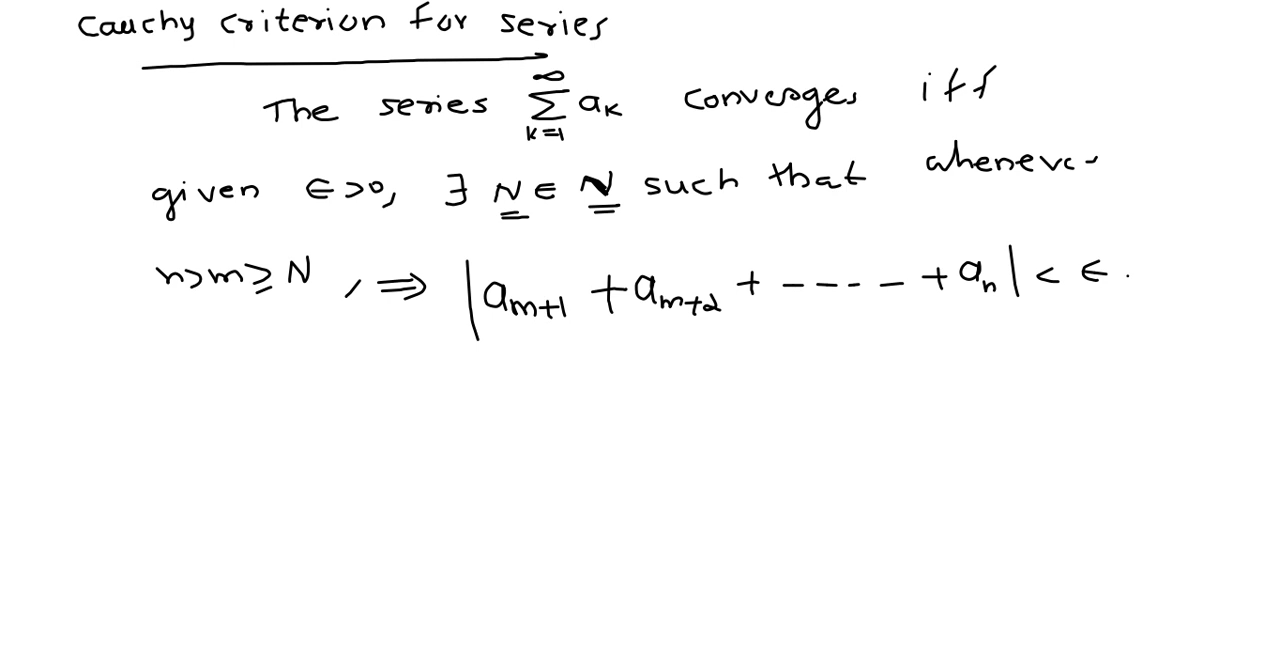 Cauchy criterion for series
The series ∑_{k=1}^{∞} a_k converges iff
given ∈ >0, ∃ N ∈ N such that whenever
n>m≥N, ⇒ |a_{m+1} + a_{m+2} + ----- + a_n| < ∈.